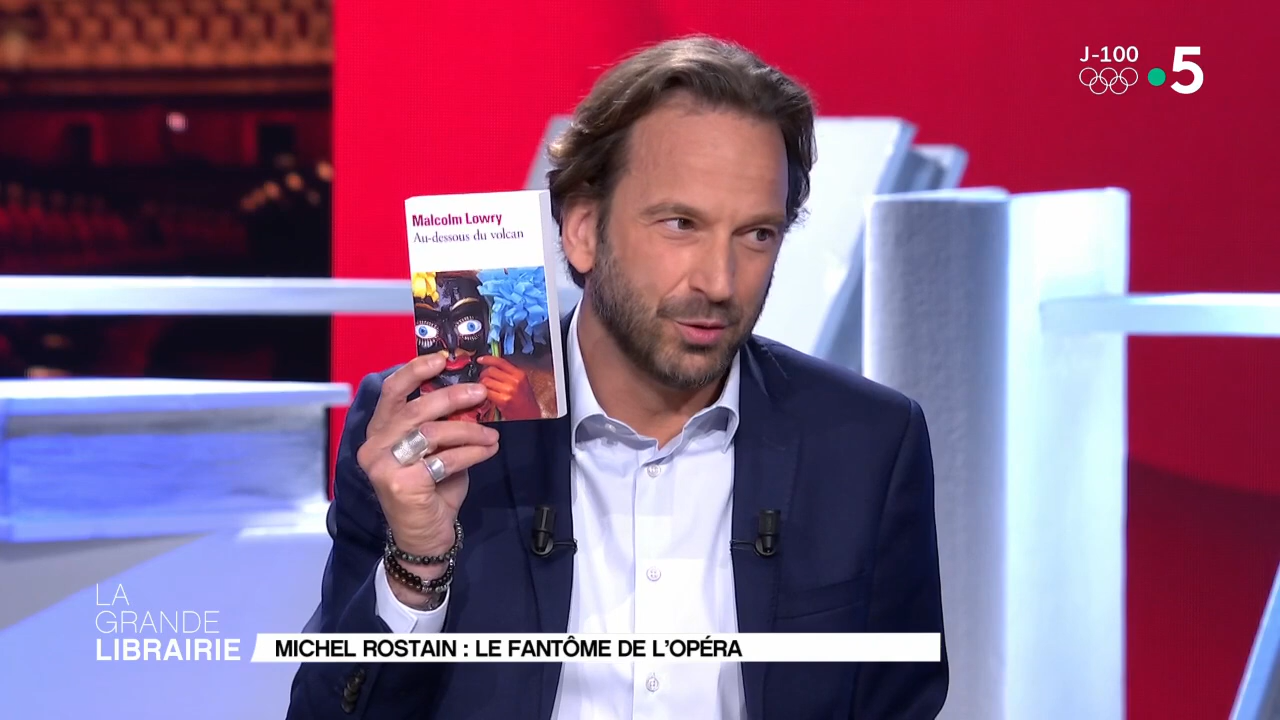 J-100
5
Malcolm Lowry
Au-dessous du volcan
LA
GRANDE
LIBRAIRIE
MICHEL ROSTAIN : LE FANTÔME DE L'OPÉRA